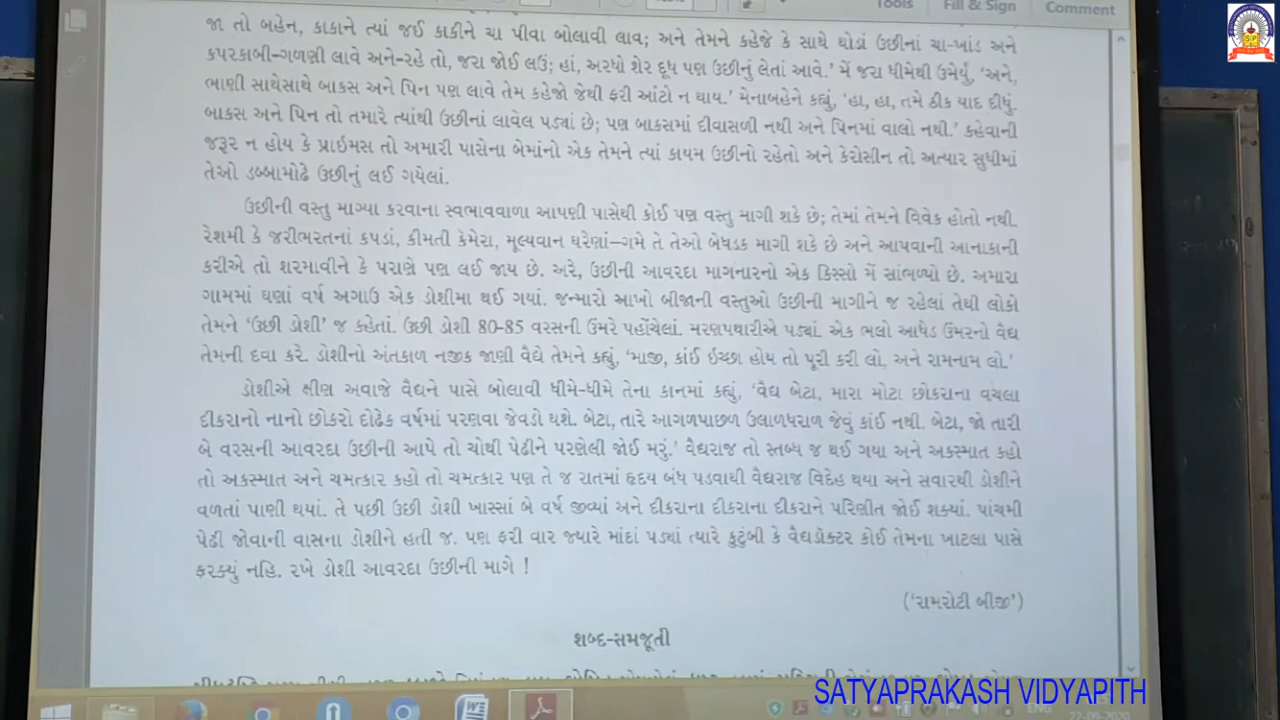 Tools
Fill & Sign
Comment
જા તો બહેન, કાકાને ત્યાં જઈ કાકીને ચા પીવા બોલાવી લાવ; અને તેમને કહેજે કે સાથે થોડાં ઉછીનાં ચા-ખાંડ અને
કપરકાબી-ગળણી લાવે અને-રહે તો, જરા જોઈ લઉં; હાં, અરધો શેર દૂધ પણ ઉછીનું લેતાં આવે.' મેં જરા ધીમેથી ઉમેર્યું, 'અને,
ભાણી સાથેસાથે બાકસ અને પિન પણ લાવે તેમ કહેજો જેથી ફરી આંટો ન થાય.' મેનાબહેને કહ્યું, 'હા, હા, તમે ઠીક યાદ દીધું.
બાકસ અને પિન તો તમારે ત્યાંથી ઉછીનાં લાવેલ પડ્યાં છે; પણ બાકસમાં દીવાસળી નથી અને પિનમાં વાલો નથી.' કહેવાની
જરૂર ન હોય કે પ્રાઇમસ તો અમારી પાસેના બેમાંનો એક તેમને ત્યાં કાયમ ઉછીનો રહેતો અને કેરોસીન તો અત્યાર સુધીમાં
તેઓ ડબ્બામોઢે ઉછીનું લઈ ગયેલાં.
ઉછીની વસ્તુ માગ્યા કરવાના સ્વભાવવાળા આપણી પાસેથી કોઈ પણ વસ્તુ માગી શકે છે; તેમાં તેમને વિવેક હોતો નથી.
રેશમી કે જરીભરતનાં કપડાં, કીમતી કૅમેરા, મૂલ્યવાન ઘરેણાં–ગમે તે તેઓ બેધડક માગી શકે છે અને આપવાની આનાકાની
કરીએ તો શરમાવીને કે પરાણે પણ લઈ જાય છે. અરે, ઉછીની આવરદા માગનારનો એક કિસ્સો મેં સાંભળ્યો છે. અમારા
ગામમાં ઘણાં વર્ષ અગાઉ એક ડોશીમા થઈ ગયાં. જન્મારો આખો બીજાની વસ્તુઓ ઉછીની માગીને જ રહેલાં તેથી લોકો
તેમને 'ઉછી ડોશી' જ કહેતાં. ઉછી ડોશી 80-85 વરસની ઉંમરે પહોંચેલાં. મરણપથારીએ પડ્યાં. એક ભલો આધેડ ઉંમરનો વૈદ્ય
તેમની દવા કરે. ડોશીનો અંતકાળ નજીક જાણી વૈદ્યે તેમને કહ્યું, 'માજી, કાંઈ ઇચ્છા હોય તો પૂરી કરી લો, અને રામનામ લો.'
ડોશીએ ક્ષીણ અવાજે વૈદ્યને પાસે બોલાવી ધીમે-ધીમે તેના કાનમાં કહ્યું, 'વૈદ્ય બેટા, મારા મોટા છોકરાના વચલા
દીકરાનો નાનો છોકરો દોઢેક વર્ષમાં પરણવા જેવડો થશે. બેટા, તારે આગળપાછળ ઉલાળધરાળ જેવું કાંઈ નથી. બેટા, જો તારી
બે વરસની આવરદા ઉછીની આપે તો ચોથી પેઢીને પરણેલી જોઈ મરું.' વૈદ્યરાજ તો સ્તબ્ધ જ થઈ ગયા અને અકસ્માત કહો
તો અકસ્માત અને ચમત્કાર કહો તો ચમત્કાર પણ તે જ રાતમાં હૃદય બંધ પડવાથી વૈદ્યરાજ વિદેહ થયા અને સવારથી ડોશીને
વળતાં પાણી થયાં. તે પછી ઉછી ડોશી ખાસ્સાં બે વર્ષ જીવ્યાં અને દીકરાના દીકરાના દીકરાને પરિણીત જોઈ શક્યાં. પાંચમી
પેઢી જોવાની વાસના ડોશીને હતી જ. પણ ફરી વાર જ્યારે માંદાં પડ્યાં ત્યારે કુટુંબી કે વૈદ્યડૉક્ટર કોઈ તેમના ખાટલા પાસે
ફરક્યું નહિ. રખે ડોશી આવરદા ઉછીની માગે !
('રામરોટી બીજી')
શબ્દ-સમજૂતી
SATYAPRAKASH VIDYAPITH